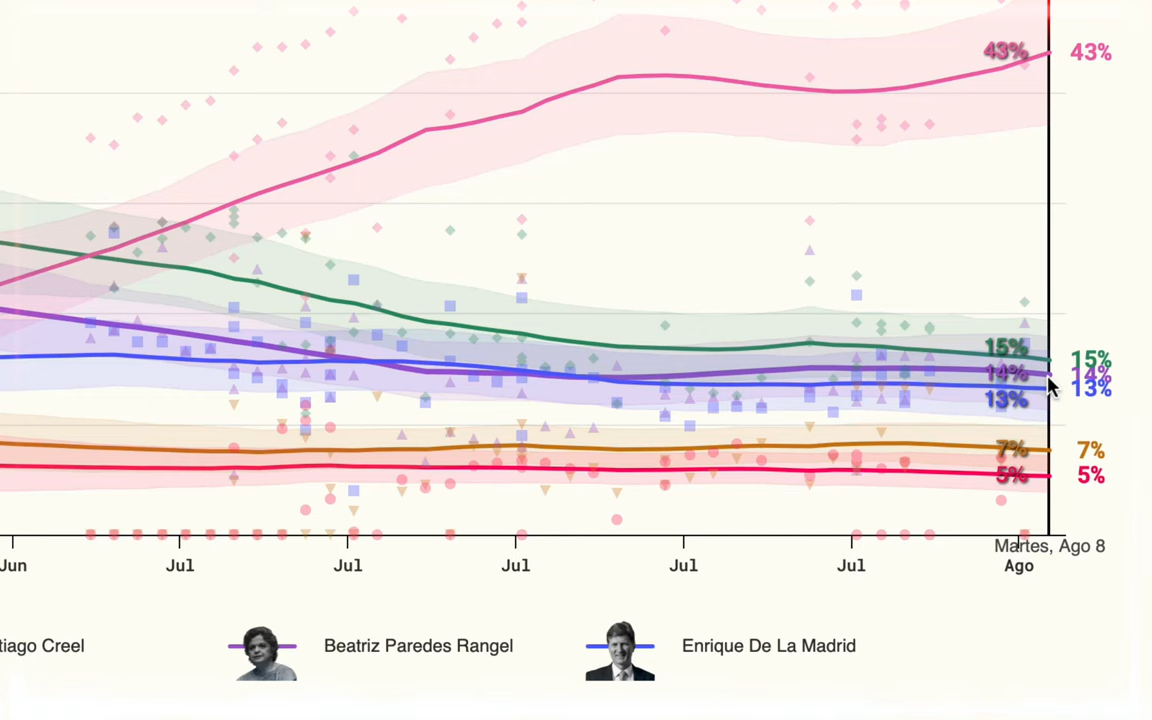 43% 43%
15% 15%
14% 14%
13% 13%
7% 7%
5% 5%
Martes, Ago 8
Jun Jul Jul Jul Jul Jul Ago
tiago Creel Beatriz Paredes Rangel Enrique De La Madrid